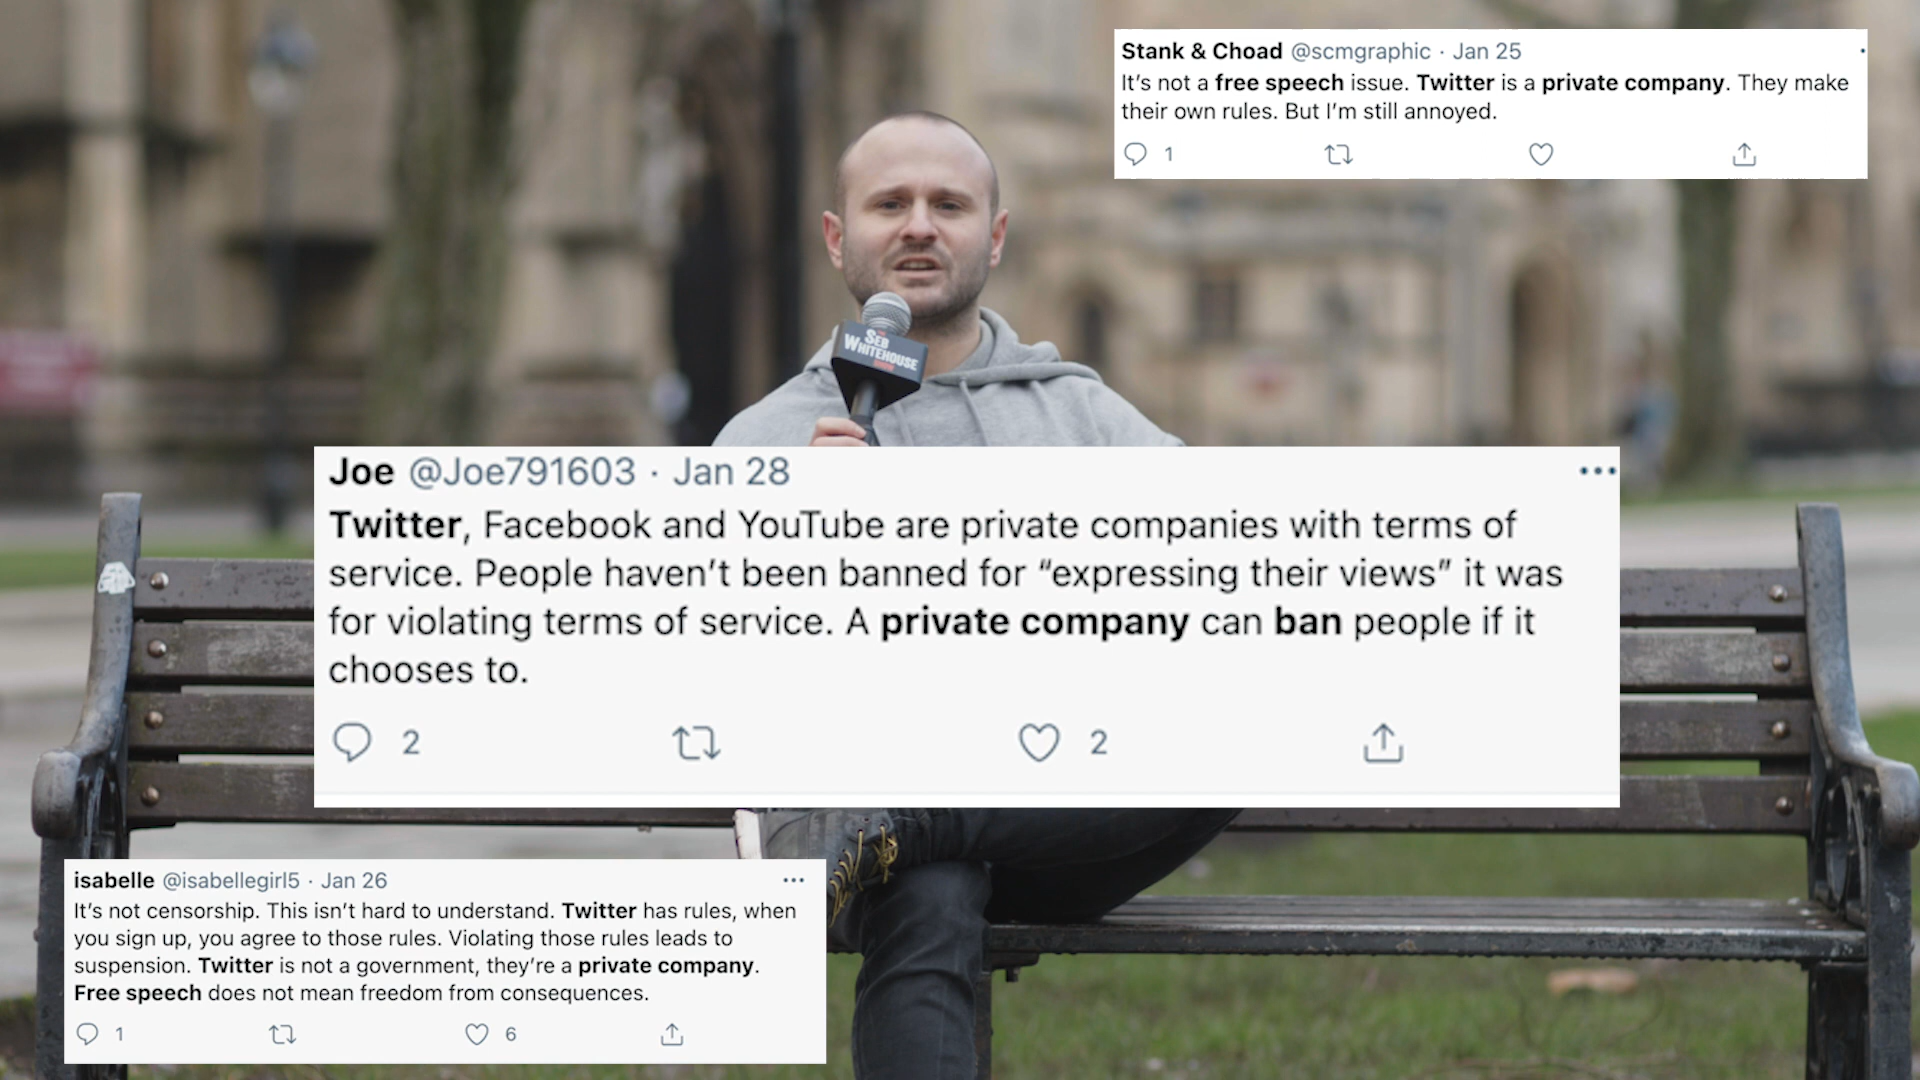 Stank & Choad @scmgraphic · Jan 25
It's not a free speech issue. Twitter is a private company. They make
their own rules. But I'm still annoyed.
1
SEB
WHITEHOUSE
Joe @Joe791603 · Jan 28
Twitter, Facebook and YouTube are private companies with terms of
service. People haven't been banned for “expressing their views” it was
for violating terms of service. A private company can ban people if it
chooses to.
2 2
isabelle @isabellegirl5 · Jan 26
It's not censorship. This isn't hard to understand. Twitter has rules, when
you sign up, you agree to those rules. Violating those rules leads to
suspension. Twitter is not a government, they're a private company.
Free speech does not mean freedom from consequences.
1 6